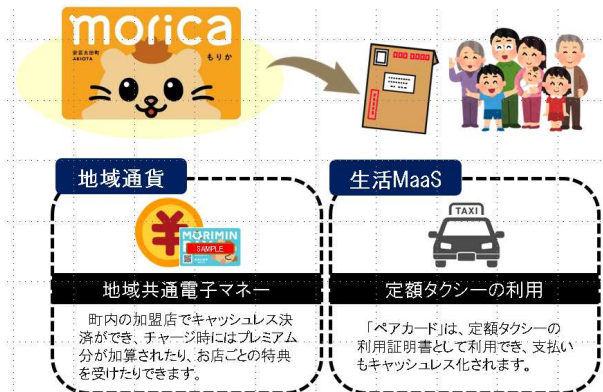 morica
安芸太田町
AKIOTA
もりか
地域通貨
生活MaaS
MORIMIN
SAMPLE
TAXI
地域共通電子マネー
定額タクシーの利用
町内の加盟店でキャッシュレス決
済ができ、チャージ時にはプレミアム
分が加算されたり、お店ごとの特典
を受けたりできます。
「ペアカード」は、定額タクシーの
利用証明書として利用でき、支払い
もキャッシュレス化されます。